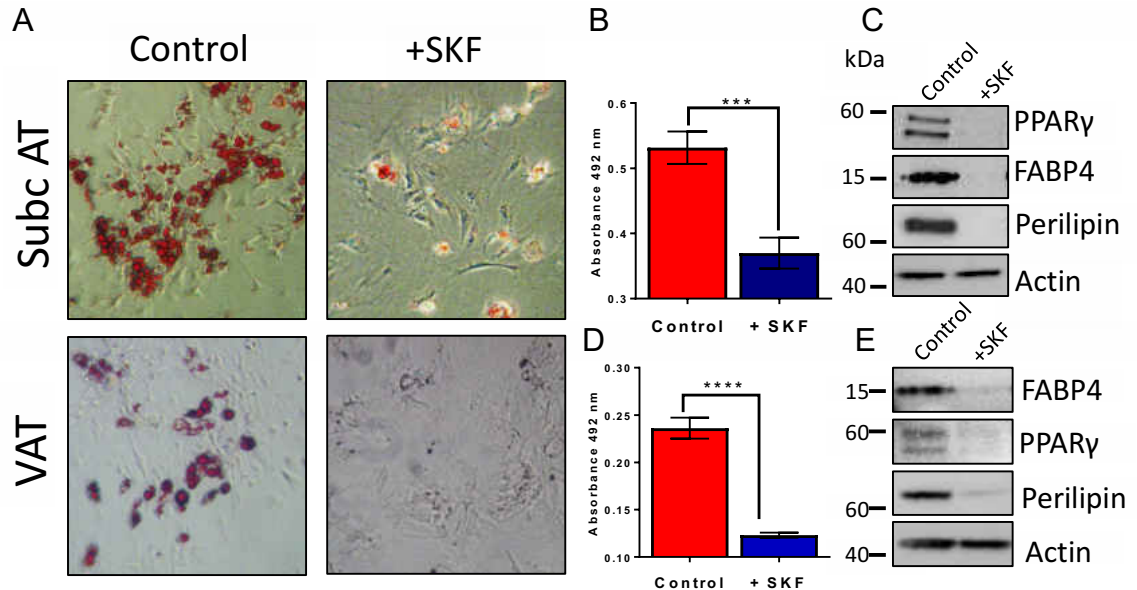 A
Control
+SKF
Subc AT
VAT
B
Absorbance 492 nm
0.6
0.5
0.4
0.3
***
Control
+ SKF
C
kDa
Control
+SKF
60
PPARγ
15
FABP4
Perilipin
60
Actin
40
D
Absorbance 492 nm
0.30
0.25
0.20
0.15
0.10
****
Control
+ SKF
E
Control
+SKF
15
FABP4
60
PPARγ
Perilipin
60
Actin
40